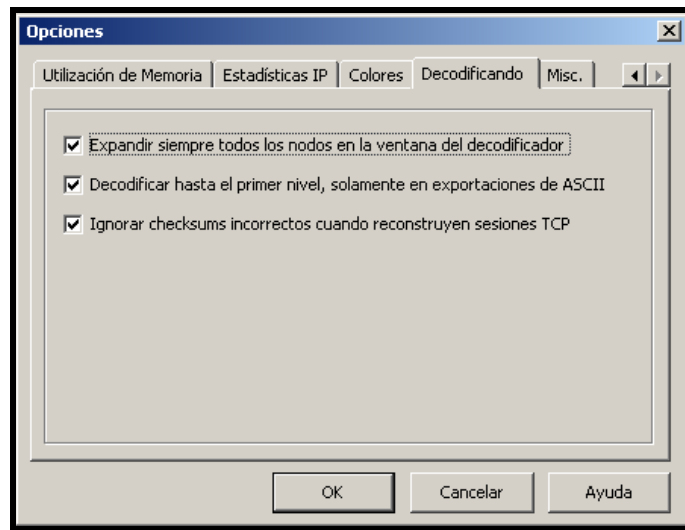 Opciones
Utilización de Memoria Estadísticas IP Colores Decodificando Misc.
Expandir siempre todos los nodos en la ventana del decodificador
Decodificar hasta el primer nivel, solamente en exportaciones de ASCII
Ignorar checksums incorrectos cuando reconstruyen sesiones TCP
OK Cancelar Ayuda